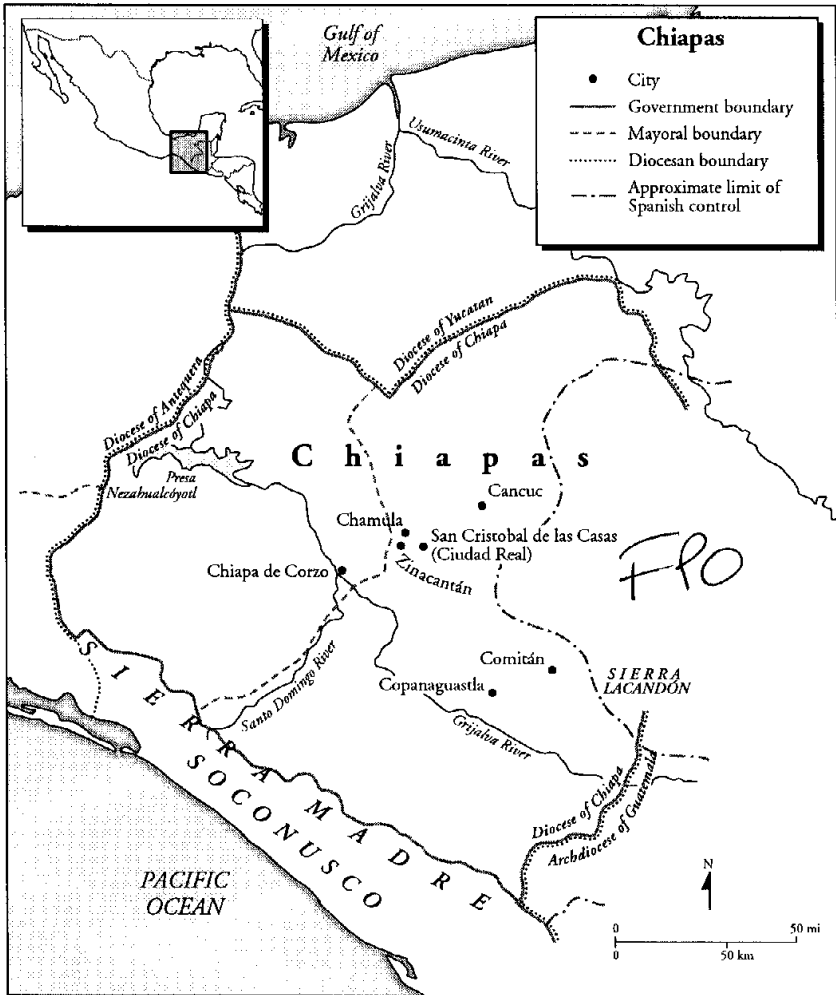 Gulf of
Mexico
Chiapas
City
Government boundary
Mayoral boundary
Diocesan boundary
Approximate limit of
Spanish control
Usumacinta River
Grijalva River
Diocese of Yucatan
Diocese of Chiapa
Diocese of Antequera
Diocese of Chiapa
Chiapas
Presa
Nezahualcóyotl
Cancuc
Chamula
San Cristobal de las Casas
(Ciudad Real)
Zinacantán
Chiapa de Corzo
FPO
Comitán
SIERRA
LACANDÓN
Copanaguastla
Santo Domingo River
Grijalva River
SIERRA MADRE
SOCONUSCO
Diocese of Chiapa
Archdiocese of Guatemala
PACIFIC
OCEAN
N
0 50 mi
0 50 km